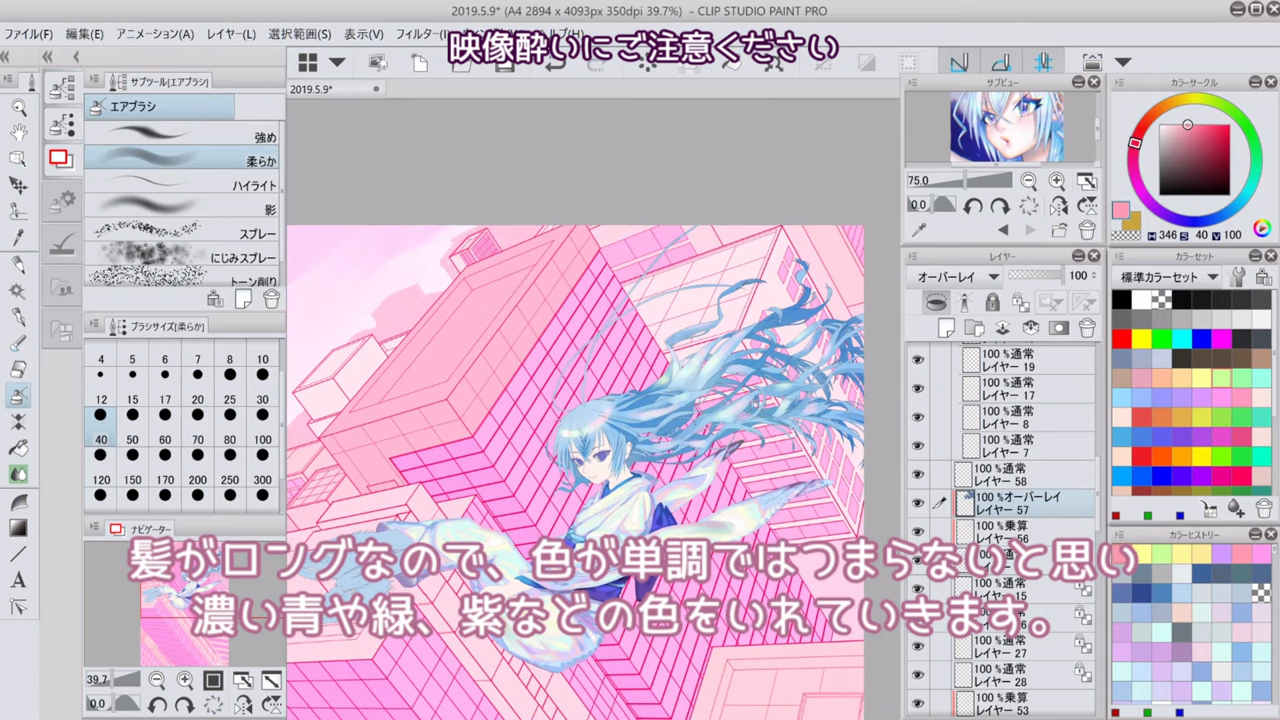 2019.5.9* (A4 2894 x 4093px 350dpi 39.7%) - CLIP STUDIO PAINT PRO
ファイル(F) 編集(E) アニメーション(A) レイヤー(L) 選択範囲(S) 表示(V) フィルター(I)
映像酔いにご注意ください
サブツール[エアブラシ]
エアブラシ
強め
柔らか
ハイライト
影
スプレー
にじみスプレー
トーン削り
ブラシサイズ[柔らか]
4 5 6 7 8 10
12 15 17 20 25 30
40 50 60 70 80 100
120 150 170 200 250 300
ナビゲーター
39.7
0.0
2019.5.9*
サブビュー
75.0
0.0
レイヤー
オーバーレイ 100
100 %通常
レイヤー 19
100 %通常
レイヤー 17
100 %通常
レイヤー 8
100 %通常
レイヤー 7
100 %通常
レイヤー 58
100 %オーバーレイ
レイヤー 57
100 %乗算
レイヤー 56
レイヤー 15
100 %通常
レイヤー 27
100 %通常
レイヤー 28
100 %乗算
レイヤー 53
カラーサークル
H 346 S 40 V 100
カラーセット
標準カラーセット
カラーヒストリー
髪がロングなので、色が単調ではつまらないと思い
濃い青や緑、紫などの色をいれていきます。